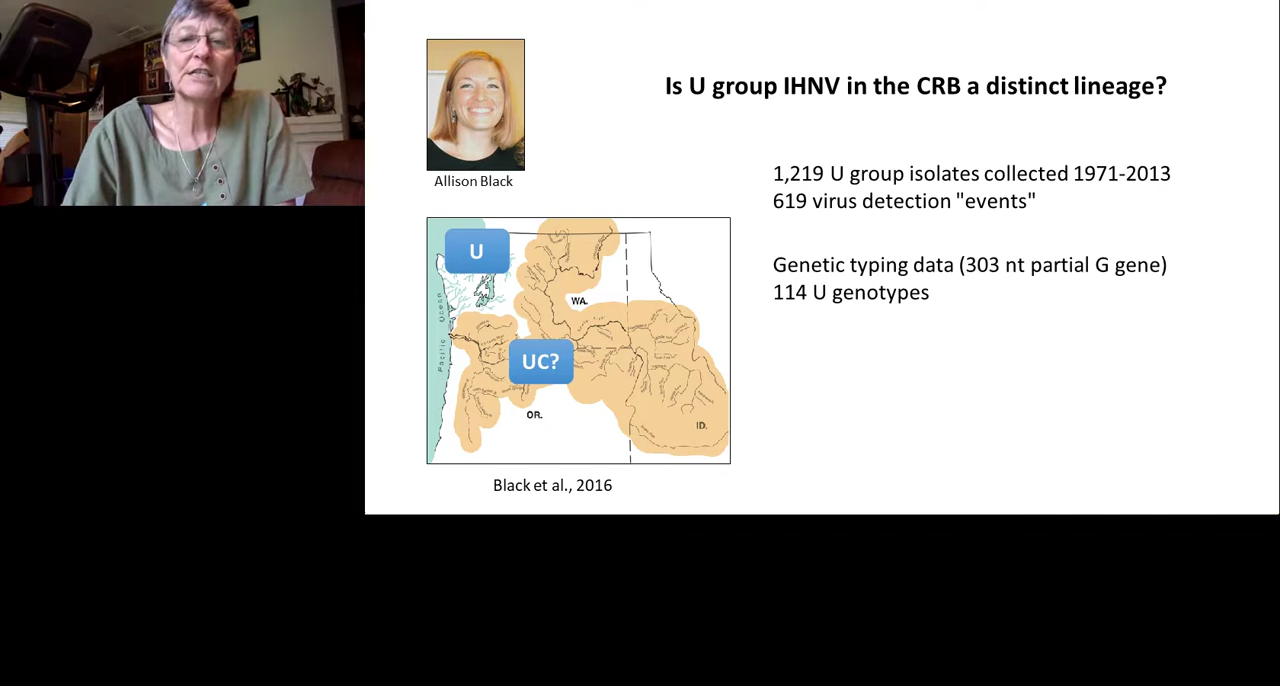 Is U group IHNV in the CRB a distinct lineage?
Allison Black
1,219 U group isolates collected 1971-2013
619 virus detection "events"
Genetic typing data (303 nt partial G gene)
114 U genotypes
U
Pacific Ocean
WA.
UC?
OR.
ID.
Black et al., 2016